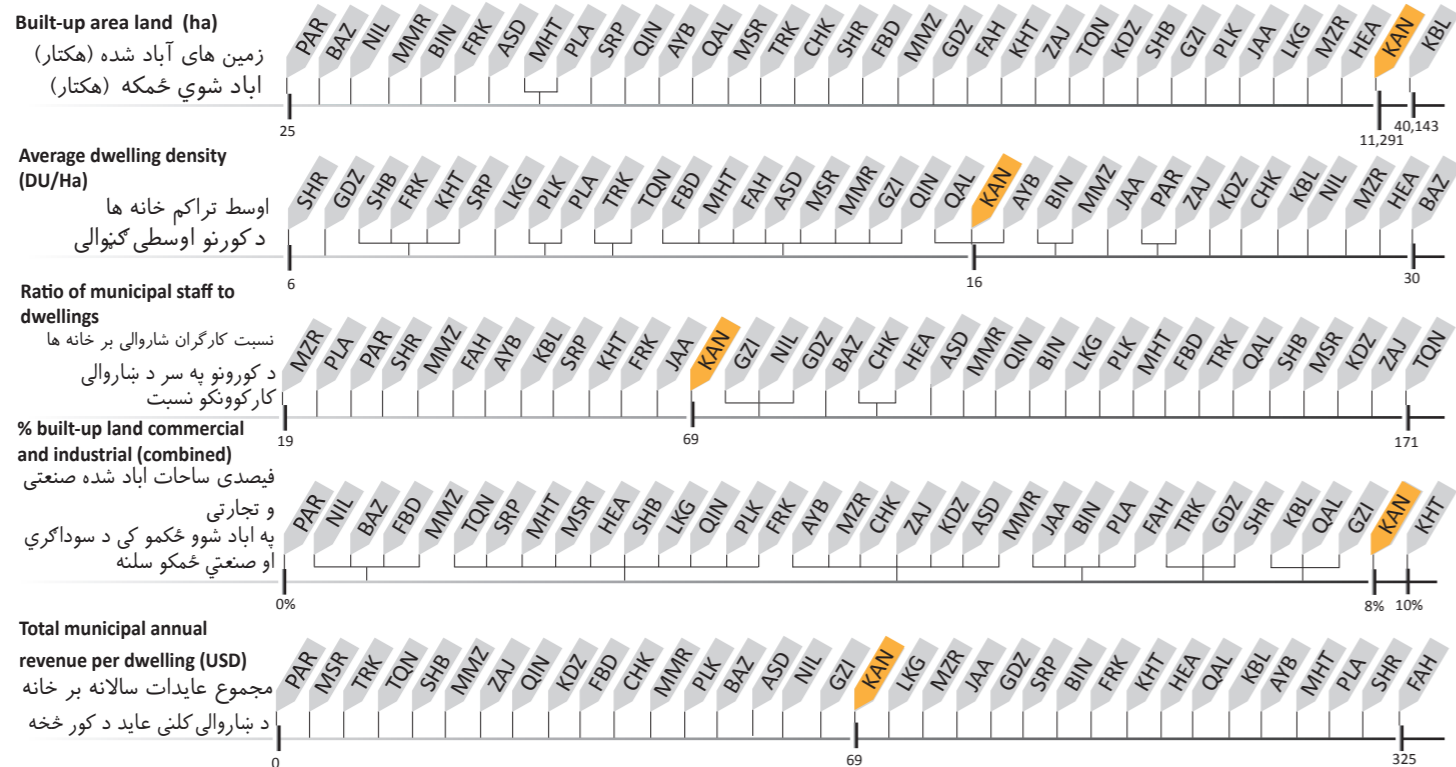 Built-up area land (ha)
زمین های آباد شده (هکتار)
اباد شوي ځمکه (هکتار)
PAR BAZ NIL MMR BIN FRK ASD MHT PLA SRP QIN AYB QAL MSR TRK CHK SHR FBD MMZ GDZ FAH KHT ZAJ TQN KDZ SHB GZI PLK JAA LKG MZR HEA KAN KBL
25 11,291 40,143
Average dwelling density
(DU/Ha)
اوسط تراکم خانه ها
د کورنو اوسطی ګڼوالی
SHR GDZ SHB FRK KHT SRP LKG PLK PLA TRK TQN FBD MHT FAH ASD MSR MMR GZI QIN QAL KAN AYB BIN MMZ JAA PAR ZAJ KDZ CHK KBL NIL MZR HEA BAZ
6 16 30
Ratio of municipal staff to
dwellings
نسبت کارگران شاروالی بر خانه ها
د کورونو په سر د ښاروالی
کارکوونکو نسبت
MZR PLA PAR SHR MMZ FAH AYB KBL SRP KHT FRK JAA KAN GZI NIL GDZ BAZ CHK HEA ASD MMR QIN BIN LKG PLK MHT FBD TRK QAL SHB MSR KDZ ZAJ TQN
19 69 171
% built-up land commercial
and industrial (combined)
فیصدی ساحات اباد شده صنعتی
و تجارتی
په اباد شوو ځکمو کی د سوداګري
او صنعتي ځمکو سلنه
PAR NIL BAZ FBD MMZ TQN SRP MHT MSR HEA SHB LKG QIN PLK FRK AYB MZR CHK ZAJ KDZ ASD MMR JAA BIN PLA FAH TRK GDZ SHR KBL QAL GZI KAN KHT
0% 8% 10%
Total municipal annual
revenue per dwelling (USD)
مجموع عایدات سالانه بر خانه
د ښاروالی کلنی عاید د کور څخه
PAR MSR TRK TQN SHB MMZ ZAJ QIN KDZ FBD CHK MMR PLK BAZ ASD NIL GZI KAN LKG MZR JAA GDZ SRP BIN FRK KHT HEA QAL KBL AYB MHT PLA SHR FAH
0 69 325